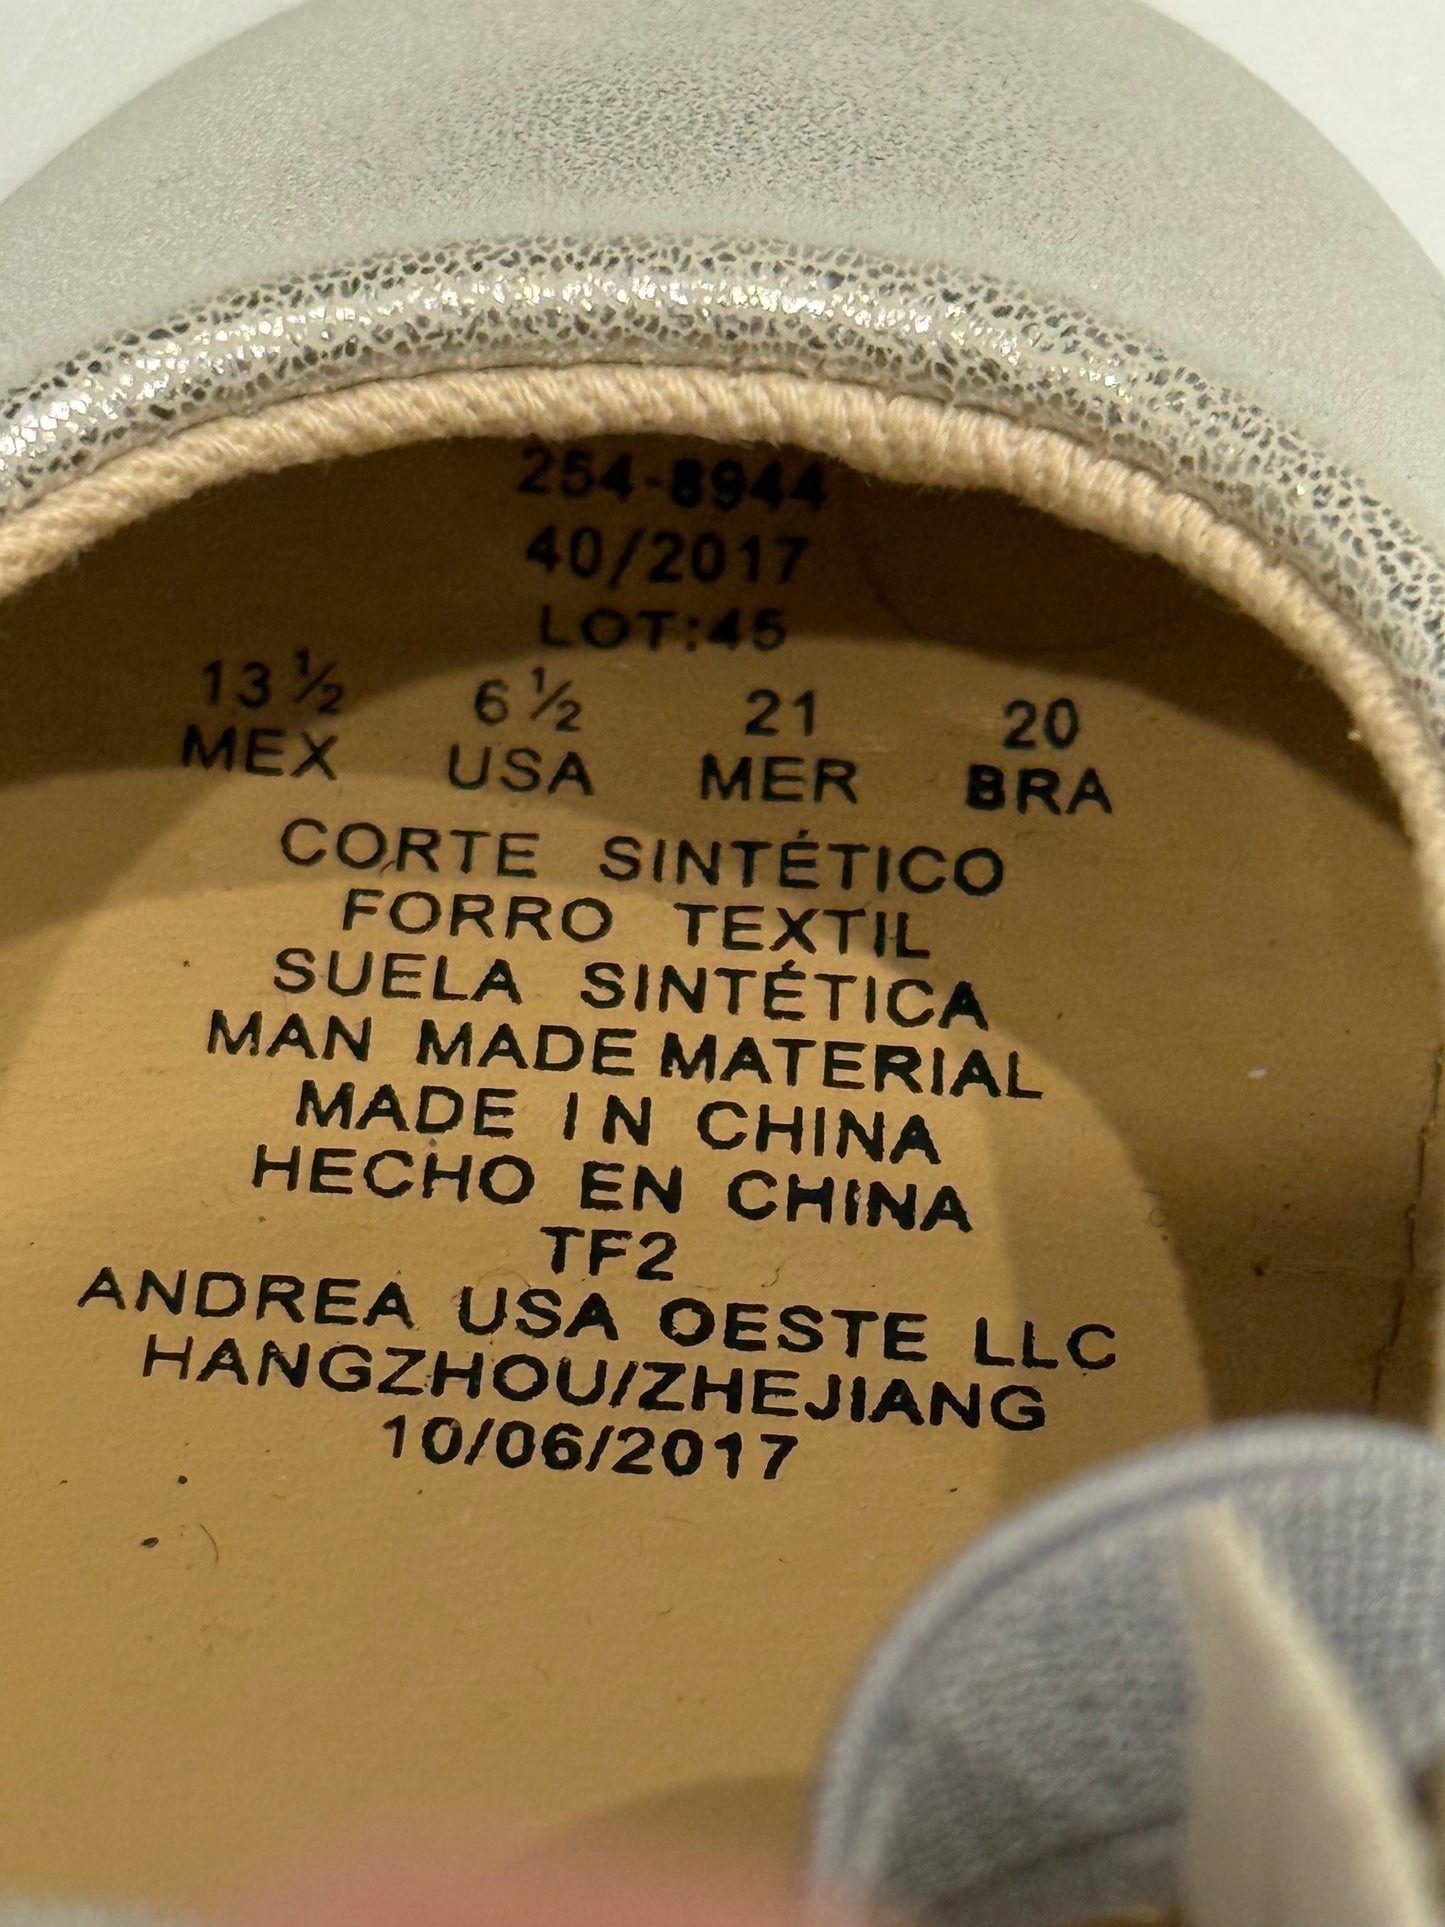 254-8944
40/2017
LOT:45
13 ½ 6 ½ 21 20
MEX USA MER BRA
CORTE SINTÉTICO
FORRO TEXTIL
SUELA SINTÉTICA
MAN MADE MATERIAL
MADE IN CHINA
HECHO EN CHINA
TF2
ANDREA USA OESTE LLC
HANGZHOU/ZHEJIANG
10/06/2017